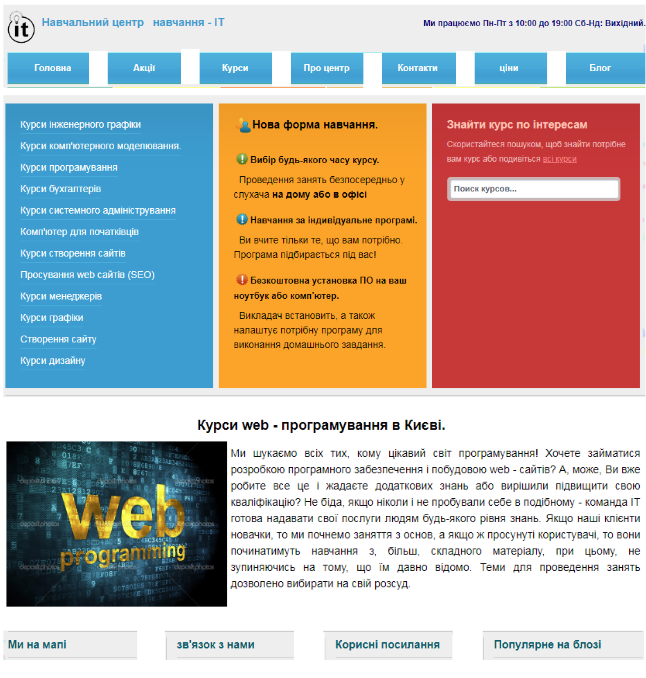 it
Навчальний центр навчання - IT
Ми працюємо Пн-Пт з 10:00 до 19:00 Сб-Нд: Вихідний.
Головна
Акції
Курси
Про центр
Контакти
ціни
Блог
Курси інженерного графіки
Курси комп'ютерного моделювання.
Курси програмування
Курси бухгалтерів
Курси системного адміністрування
Комп'ютер для початківців
Курси створення сайтів
Просування web сайтів (SEO)
Курси менеджерів
Курси графіки
Створення сайту
Курси дизайну
Нова форма навчання.
Вибір будь-якого часу курсу.
Проведення занять безпосередньо у
слухача на дому або в офісі
Навчання за індивідуальне програмі.
Ви вчите тільки те, що вам потрібно.
Програма підбирається під вас!
Безкоштовна установка ПО на ваш
ноутбук або комп'ютер.
Викладач встановить, а також
налаштує потрібну програму для
виконання домашнього завдання.
Знайти курс по інтересам
Скористайтеся пошуком, щоб знайти потрібне
вам курс або подивіться всі курси
Поиск курсов...
Курси web - програмування в Києві.
web
programming
depositphotos
Ми шукаємо всіх тих, кому цікавий світ програмування! Хочете займатися
розробкою програмного забезпечення і побудовою web - сайтів? А, може, Ви вже
робите все це і жадаєте додаткових знань або вирішили підвищити свою
кваліфікацію? Не біда, якщо ніколи і не пробували себе в подібному - команда IT
готова надавати свої послуги людям будь-якого рівня знань. Якщо наші клієнти
новачки, то ми почнемо заняття з основ, а якщо ж просунуті користувачі, то вони
починатимуть навчання з, більш, складного матеріалу, при цьому, не
зупиняючись на тому, що їм давно відомо. Теми для проведення занять
дозволено вибирати на свій розсуд.
Ми на мапі
зв'язок з нами
Корисні посилання
Популярне на блозі